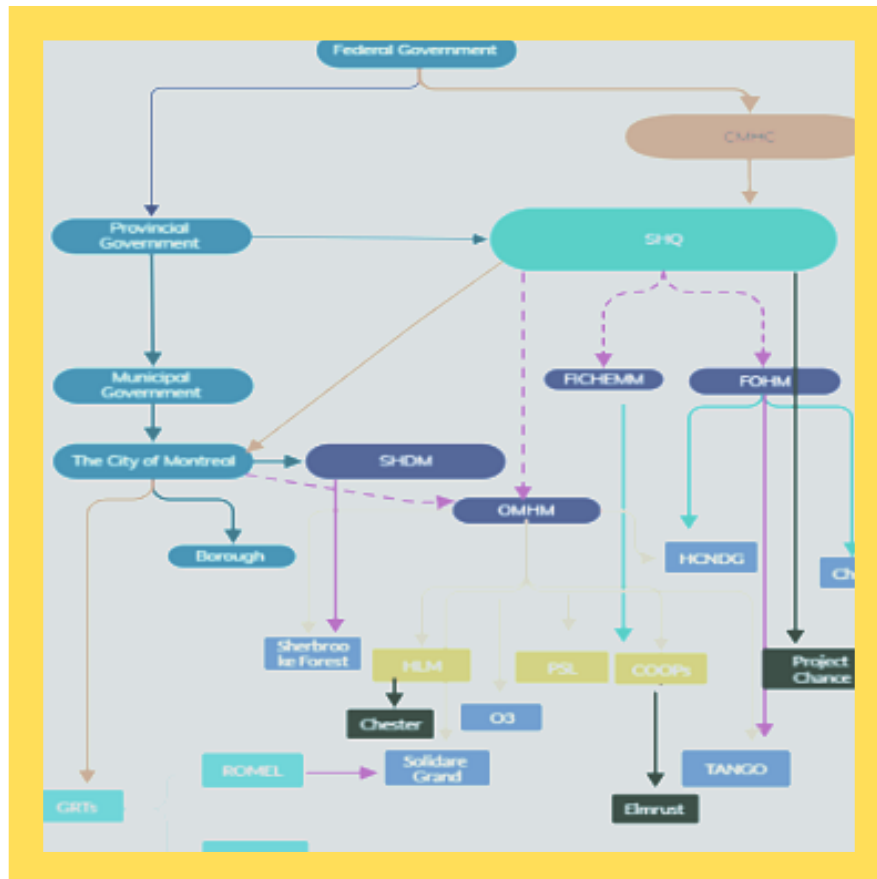 Federal Government
CMHC
Provincial
Government
SHQ
Municipal
Government
FICHEMM
FOHM
The City of Montreal
SHDM
OMHM
Borough
HCNDG
Ch
Sherbroo
ke Forest
HLM
PSL
COOPs
Project
Chance
Chester
O3
ROMEL
Solidare
Grand
TANGO
GRTs
Elmrust